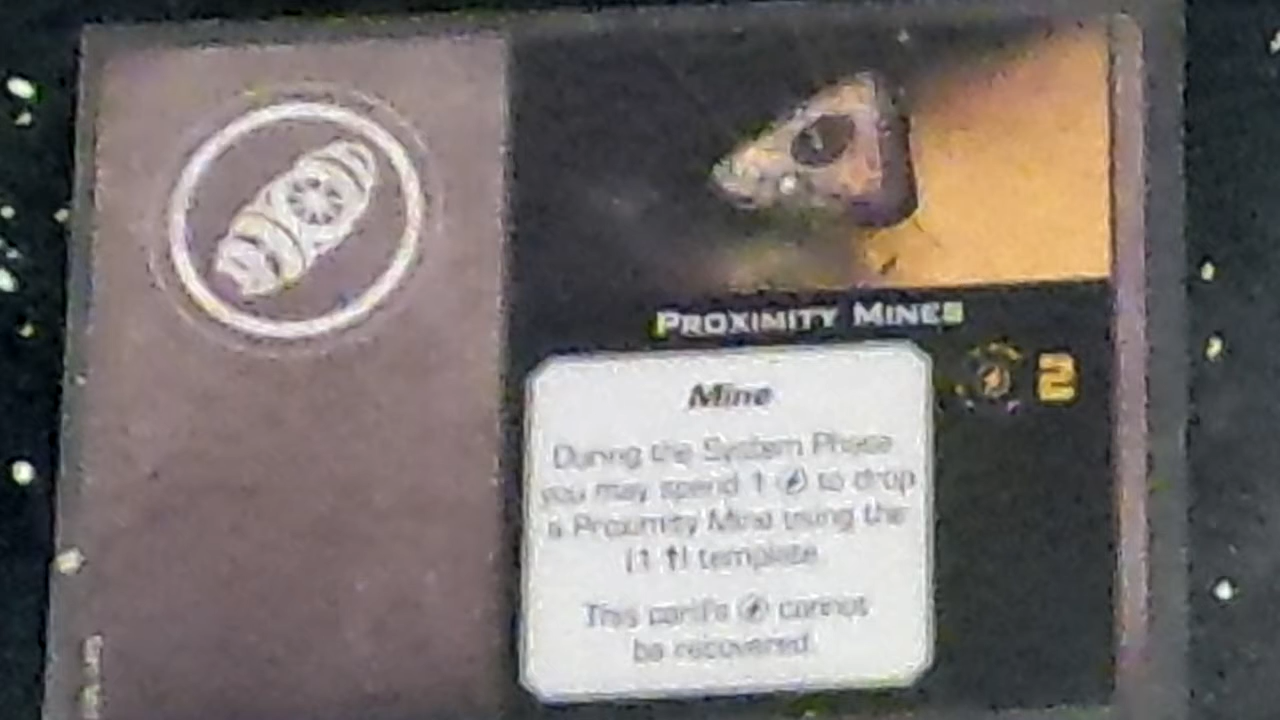 PROXIMITY MINES
2
Mine
During the System Phase
you may spend 1 to drop
a Proximity Mine using the
[1 ⬆] template.
This card's cannot
be recovered.